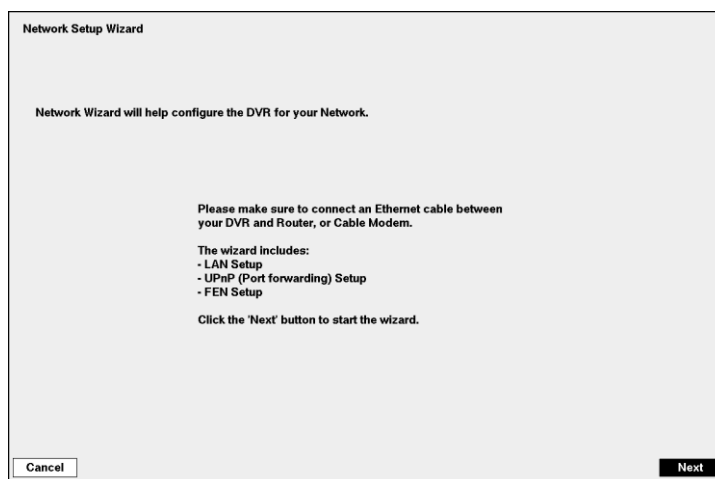 Network Setup Wizard
Network Wizard will help configure the DVR for your Network.
Please make sure to connect an Ethernet cable between
your DVR and Router, or Cable Modem.
The wizard includes:
- LAN Setup
- UPnP (Port forwarding) Setup
- FEN Setup
Click the 'Next' button to start the wizard.
Cancel
Next